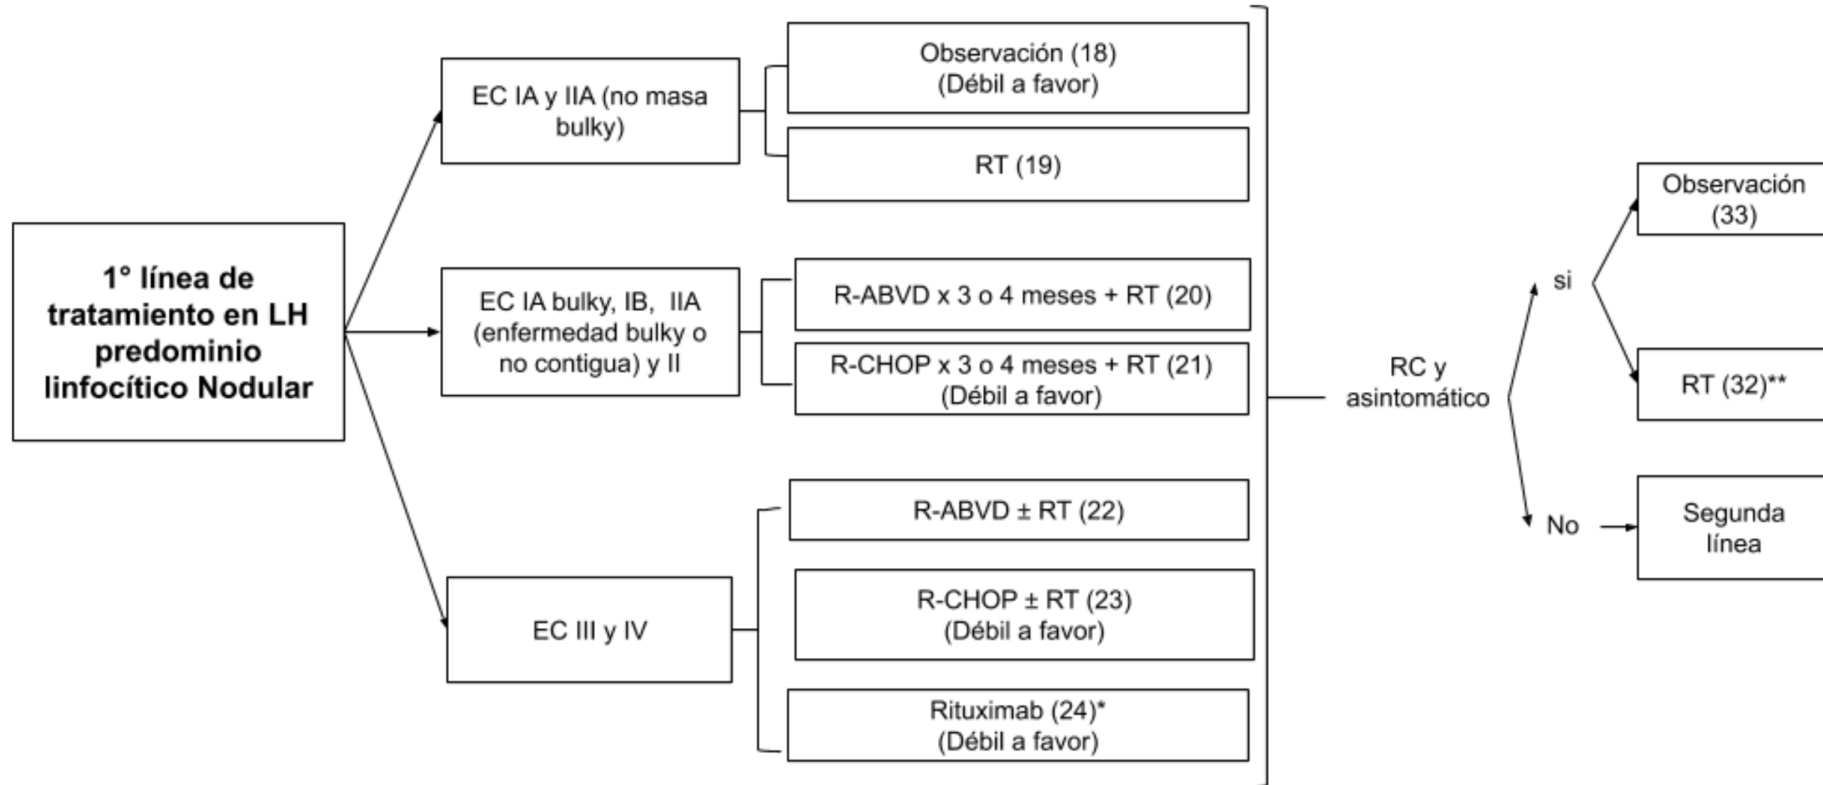 1° línea de
tratamiento en LH
predominio
linfocítico Nodular
EC IA y IIA (no masa
bulky)
Observación (18)
(Débil a favor)
RT (19)
EC IA bulky, IB, IIA
(enfermedad bulky o
no contigua) y II
R-ABVD x 3 o 4 meses + RT (20)
R-CHOP x 3 o 4 meses + RT (21)
(Débil a favor)
EC III y IV
R-ABVD ± RT (22)
R-CHOP ± RT (23)
(Débil a favor)
Rituximab (24)*
(Débil a favor)
RC y
asintomático
si
Observación
(33)
RT (32)**
No
Segunda
línea